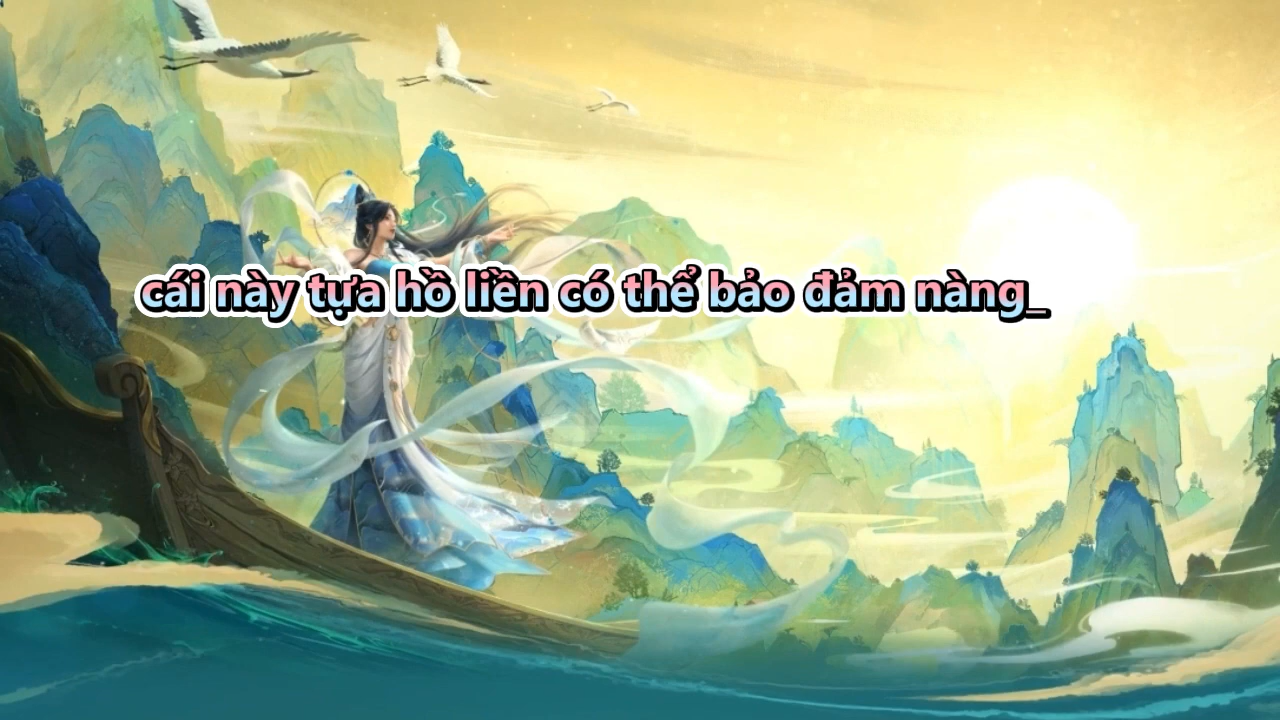 cái này tựa hồ liền có thể bảo đảm nàng_